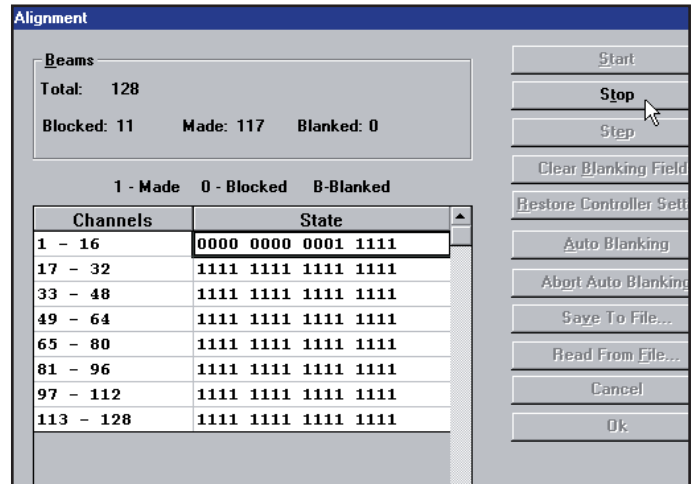 Alignment
Beams
Total: 128
Blocked: 11 Made: 117 Blanked: 0
1 - Made 0 - Blocked B-Blanked
Channels State
1 - 16 0000 0000 0001 1111
17 - 32 1111 1111 1111 1111
33 - 48 1111 1111 1111 1111
49 - 64 1111 1111 1111 1111
65 - 80 1111 1111 1111 1111
81 - 96 1111 1111 1111 1111
97 - 112 1111 1111 1111 1111
113 - 128 1111 1111 1111 1111
Start
Stop
Step
Clear Blanking Field
Restore Controller Sett
Auto Blanking
Abort Auto Blanking
Save To File...
Read From File...
Cancel
Ok